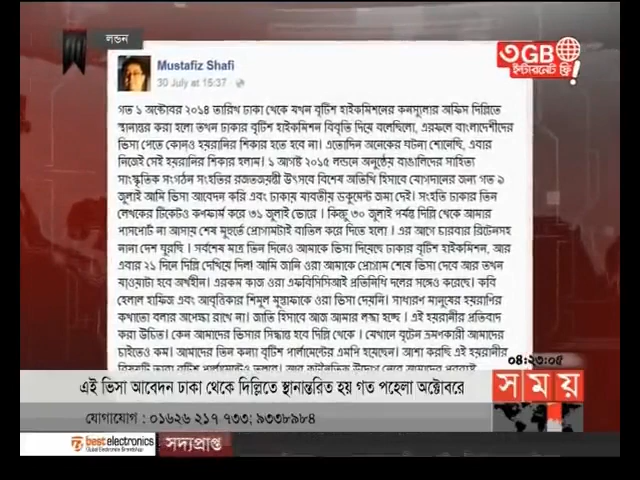 লন্ডন
3GB
ইন্টারনেট ফ্রি!
Mustafiz Shafi
30 July at 15:37
গত ১ অক্টোবর ২০১৪ তারিখ ঢাকা থেকে যখন বৃটিশ হাইকমিশনের কনসুলার অফিস দিল্লিতে
স্থানান্তর করা হলো তখন ঢাকার বৃটিশ হাইকমিশন বিবৃতি দিয়ে বলেছিলো, এরফলে বাংলাদেশীদের
ভিসা পেতে কোনও হয়রানির শিকার হতে হবে না। এতোদিন অনেকের ঘটনা শোনেছি, এবার
নিজেই সেই হয়রানির শিকার হলাম। ১ আগষ্ট ২০১৫ লন্ডনে অনুষ্ঠেয় বাঙালিদের সাহিত্য
সাংস্কৃতিক সংগঠন সংহতির রজতজয়ন্তী উৎসবে বিশেষ অতিথি হিসাবে যোগদানের জন্য গত ৯
জুলাই আমি ভিসা আবেদন করি এবং ঢাকায় যাবতীয় ডকুমেন্ট জমা দেই। সংহতি ঢাকার তিন
লেখকের টিকেটও কনফার্ম করে ৩১ জুলাই ভোরে। কিন্তু ৩০ জুলাই পর্যন্ত দিল্লি থেকে আমার
পাসপোর্ট না আসায় শেষ মুহুর্তে প্রোগ্রামটাই বাতিল করে দিতে হলো। এর আগে চারবার ব্রিটেনসহ
নানা দেশ ঘুরছি। সর্বশেষ মাত্র তিন দিনেও আমাকে ভিসা দিয়েছে ঢাকার বৃটিশ হাইকমিশন, আর
এবার ২১ দিনে দিল্লি দেখিয়ে দিল! আমি জানি ওরা আমাকে প্রোগ্রাম শেষে ভিসা দেবে আর তখন
যাওয়াটা হবে অর্থহীন। এরকম কাজ ওরা এফবিসিসিআই প্রতিনিধি দলের সঙ্গেও করেছে। কবি
হেলাল হাফিজ এবং আবৃত্তিকার শিমুল মুস্তাফাকে ওরা ভিসা দেয়নি। সাধারণ মানুষের হয়রাণির
কথাতো বলার অপেক্ষা রাখে না। জাতি হিসাবে আজ আমার লজ্জা হচ্ছে। এই হয়রানীর প্রতিবাদ
করা উচিত। কেন আমাদের ভিসার সিদ্ধান্ত হবে দিল্লি থেকে। যেখানে বৃটেন ভ্রমণকারী আমাদের
চাইতেও কম। আমাদের তিন কন্যা বৃটিশ পার্লামেন্টের এমপি হয়েছেন। আশা করছি এই হয়রানীর
০৪:২৩:০৫
এই ভিসা আবেদন ঢাকা থেকে দিল্লিতে স্থানান্তরিত হয় গত পহেলা অক্টোবরে
সময়
যোগাযোগ : ০১৬২৬ ২১৭ ৭৩৩; ৯৩৩৮৯৮৪
best electronics
Global Electronics Brandshop
সদ্যপ্রাপ্ত